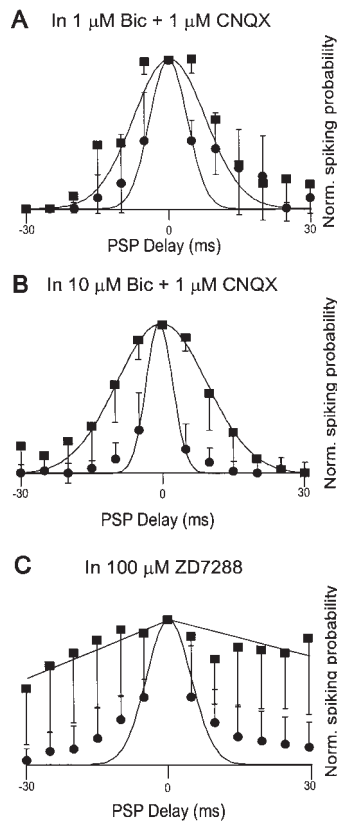 A In 1 μM Bic + 1 μM CNQX
Norm. spiking probability
-30 0 30
PSP Delay (ms)
B In 10 μM Bic + 1 μM CNQX
Norm. spiking probability
-30 0 30
PSP Delay (ms)
C In 100 μM ZD7288
Norm. spiking probability
-30 0 30
PSP Delay (ms)